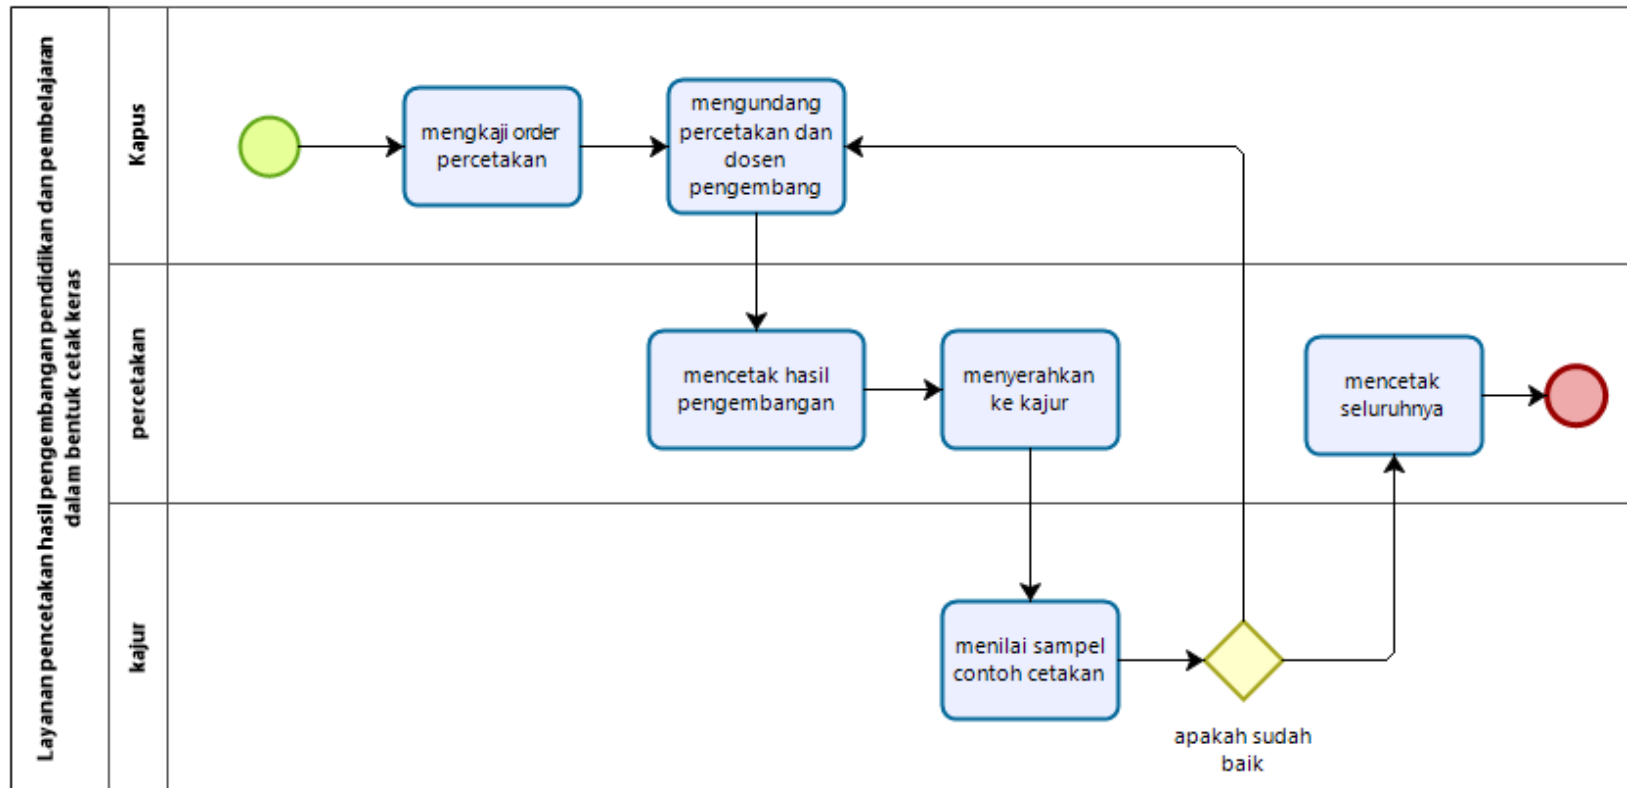 Layanan pencetakan hasil pengembangan pendidikan dan pembelajaran
dalam bentuk cetak keras
Kapus
mengkaji order
percetakan
mengundang
percetakan dan
dosen
pengembang
percetakan
mencetak hasil
pengembangan
menyerahkan
ke kajur
mencetak
seluruhnya
kajur
menilai sampel
contoh cetakan
apakah sudah
baik